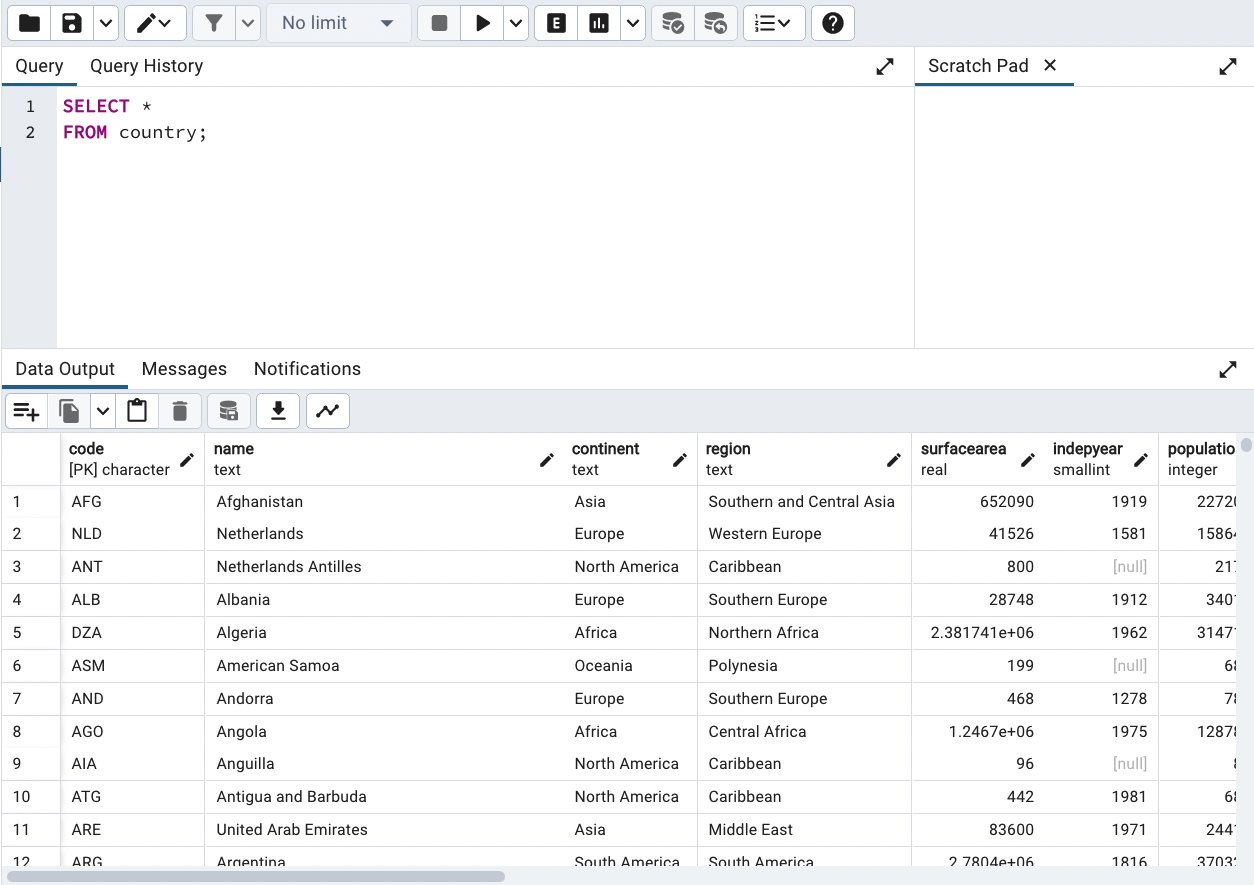 No limit
E
Query Query History Scratch Pad
1 SELECT *
2 FROM country;
Data Output Messages Notifications
code name continent region surfacearea indepyear populatio
[PK] character text text text real smallint integer
1 AFG Afghanistan Asia Southern and Central Asia 652090 1919 22720
2 NLD Netherlands Europe Western Europe 41526 1581 15864
3 ANT Netherlands Antilles North America Caribbean 800 [null] 217
4 ALB Albania Europe Southern Europe 28748 1912 3401
5 DZA Algeria Africa Northern Africa 2.381741e+06 1962 31471
6 ASM American Samoa Oceania Polynesia 199 [null] 68
7 AND Andorra Europe Southern Europe 468 1278 78
8 AGO Angola Africa Central Africa 1.2467e+06 1975 12878
9 AIA Anguilla North America Caribbean 96 [null]
10 ATG Antigua and Barbuda North America Caribbean 442 1981 68
11 ARE United Arab Emirates Asia Middle East 83600 1971 2441
12 ARG Argentina South America South America 2.7804e+06 1816 37032